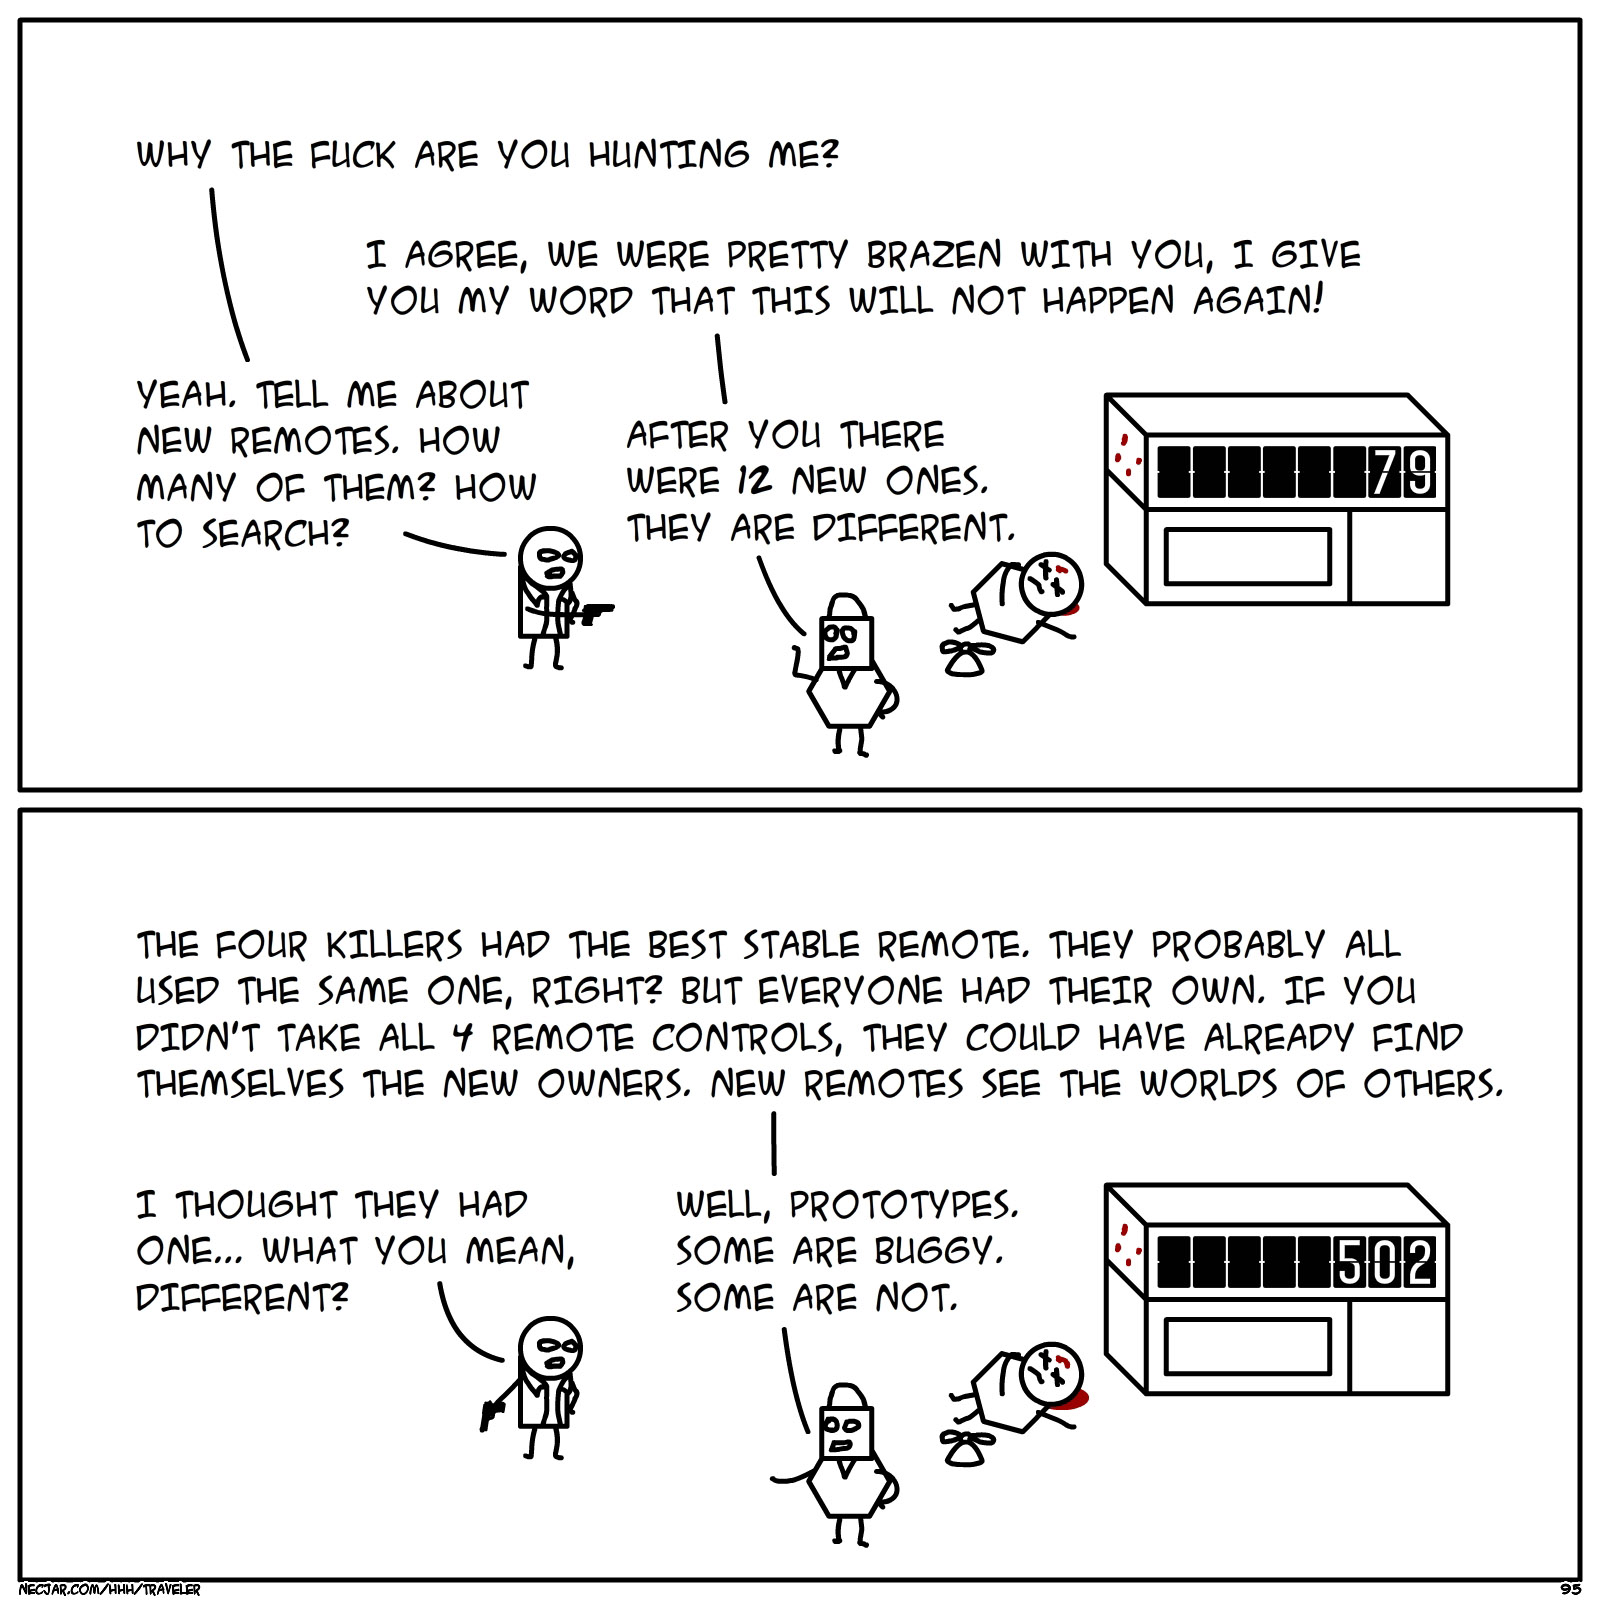 WHY THE FUCK ARE YOU HUNTING ME?
I AGREE, WE WERE PRETTY BRAZEN WITH YOU, I GIVE
YOU MY WORD THAT THIS WILL NOT HAPPEN AGAIN!
YEAH. TELL ME ABOUT
NEW REMOTES. HOW
MANY OF THEM? HOW
TO SEARCH?
AFTER YOU THERE
WERE 12 NEW ONES.
THEY ARE DIFFERENT.
79
THE FOUR KILLERS HAD THE BEST STABLE REMOTE. THEY PROBABLY ALL
USED THE SAME ONE, RIGHT? BUT EVERYONE HAD THEIR OWN. IF YOU
DIDN'T TAKE ALL 4 REMOTE CONTROLS, THEY COULD HAVE ALREADY FIND
THEMSELVES THE NEW OWNERS. NEW REMOTES SEE THE WORLDS OF OTHERS.
I THOUGHT THEY HAD
ONE... WHAT YOU MEAN,
DIFFERENT?
WELL, PROTOTYPES.
SOME ARE BUGGY.
SOME ARE NOT.
502
NECJAR.COM/HHH/TRAVELER
95